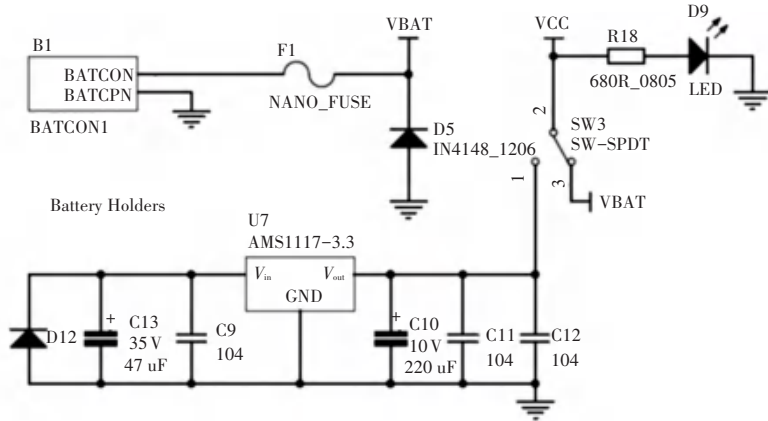 B1
BATCON
BATCPN
BATCON1
F1
NANO_FUSE
VBAT
D5
IN4148_1206
VCC
R18
680R_0805
D9
LED
2
SW3
SW-SPDT
1
3
VBAT
Battery Holders
U7
AMS1117-3.3
Vin
Vout
GND
D12
+
C13
35 V
47 uF
C9
104
+
C10
10 V
220 uF
C11
104
C12
104